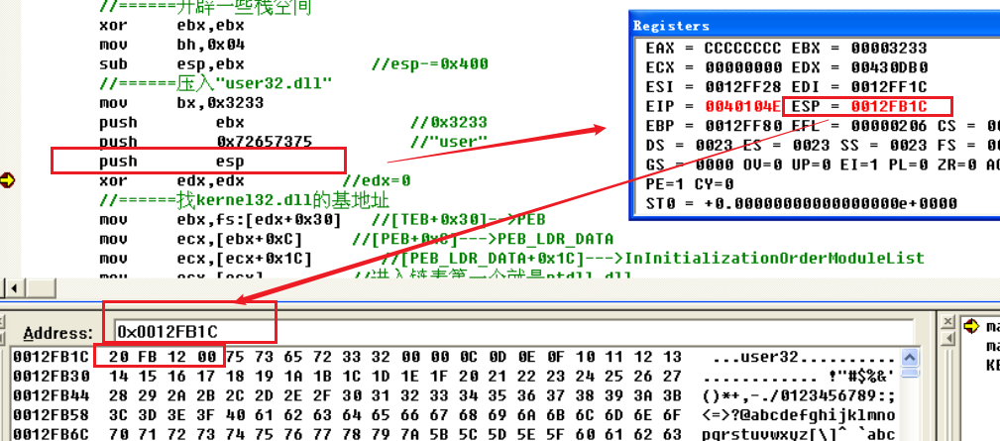 //======开辟一些栈空间
xor ebx,ebx
mov bh,0x04
sub esp,ebx //esp-=0x400
//======压入"user32.dll"
mov bx,0x3233
push ebx //0x3233
push 0x72657375 //"user"
push esp
xor edx,edx //edx=0
//======找kernel32.dll的基地址
mov ebx,fs:[edx+0x30] //[TEB+0x30]-->PEB
mov ecx,[ebx+0xC] //[PEB+0xC]--->PEB_LDR_DATA
mov ecx,[ecx+0x1C] //[PEB_LDR_DATA+0x1C]--->InInitializationOrderModuleList
mov ecx,[ecx] //进入链表第一个就是ntdll.dll
Registers
EAX = CCCCCCCC EBX = 00003233
ECX = 00000000 EDX = 00430DB0
ESI = 0012FF28 EDI = 0012FF1C
EIP = 0040104E ESP = 0012FB1C
EBP = 0012FF80 EFL = 00000206 CS = 00
DS = 0023 ES = 0023 SS = 0023 FS = 00
GS = 0000 OV=0 UP=0 EI=1 PL=0 ZR=0 AC
PE=1 CY=0
ST0 = +0.00000000000000000e+0000
Address: 0x0012FB1C
0012FB1C 20 FB 12 00 75 73 65 72 33 32 00 00 0C 0D 0E 0F 10 11 12 13 ...user32..........
0012FB30 14 15 16 17 18 19 1A 1B 1C 1D 1E 1F 20 21 22 23 24 25 26 27 ............ !"#$%&'
0012FB44 28 29 2A 2B 2C 2D 2E 2F 30 31 32 33 34 35 36 37 38 39 3A 3B ()*+,-./0123456789:;
0012FB58 3C 3D 3E 3F 40 61 62 63 64 65 66 67 68 69 6A 6B 6C 6D 6E 6F <=>?@abcdefghijklmno
0012FB6C 70 71 72 73 74 75 76 77 78 79 7A 5B 5C 5D 5E 5F 60 61 62 63 pqrstuvwxyz[\]^_`abc
ma
ma
KE